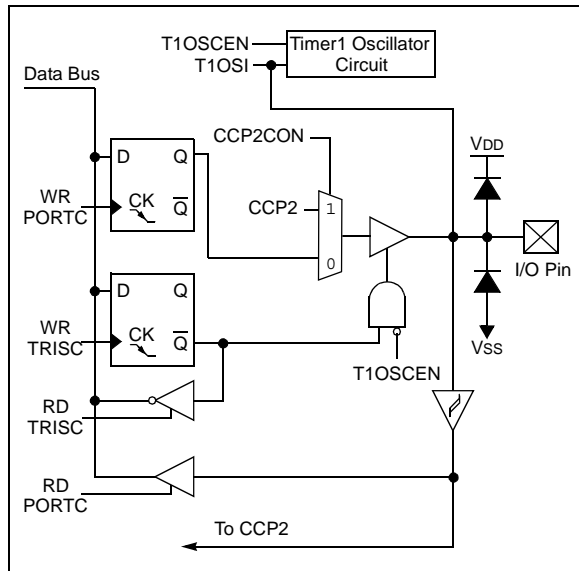 T1OSCEN
Timer1 Oscillator
Circuit
T1OSI
Data Bus
CCP2CON
VDD
D Q
WR
PORTC
CK
Q
CCP2
1
0
I/O Pin
D Q
WR
TRISC
CK
Q
VSS
T1OSCEN
RD
TRISC
RD
PORTC
To CCP2